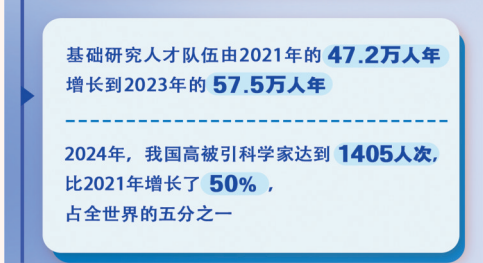 基础研究人才队伍由2021年的47.2万人年
增长到2023年的57.5万人年
2024年，我国高被引科学家达到1405人次，
比2021年增长了50%，
占全世界的五分之一